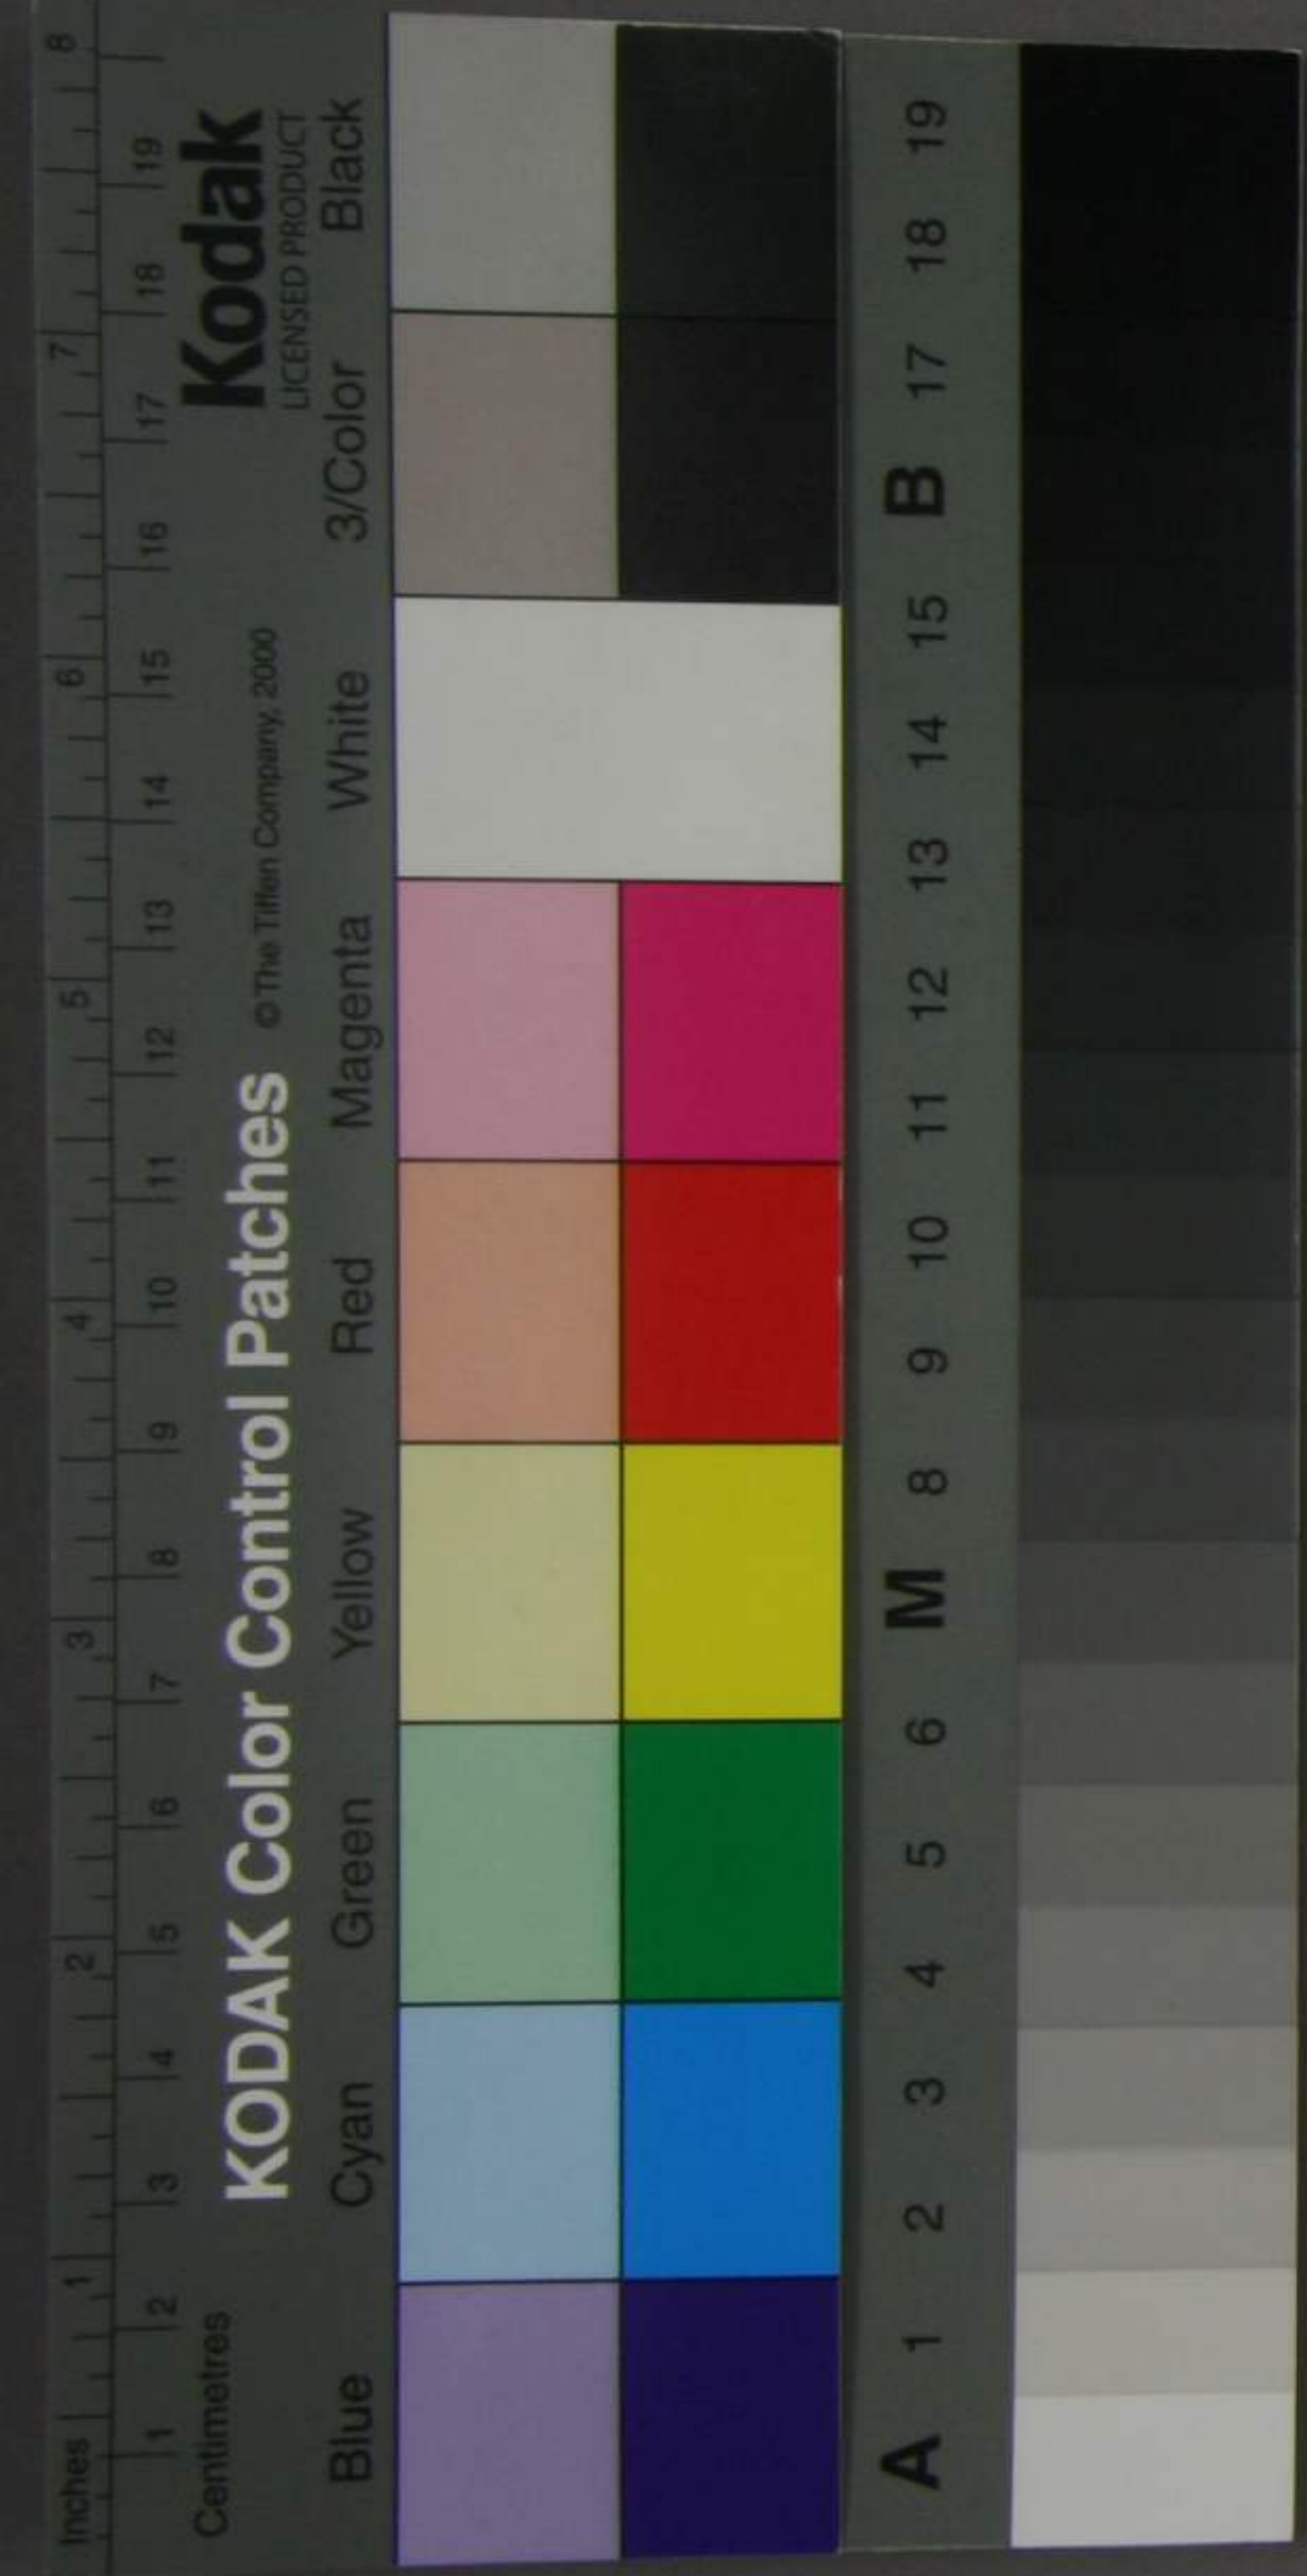 Inches 1 2 3 4 5 6 7 8
1 2 3 4 5 6 7 8 9 10 11 12 13 14 15 16 17 18 19
Centimetres
KODAK Color Control Patches © The Tiffen Company, 2000 Kodak
LICENSED PRODUCT
Blue Cyan Green Yellow Red Magenta White 3/Color Black
A 1 2 3 4 5 6 M 8 9 10 11 12 13 14 15 B 17 18 19